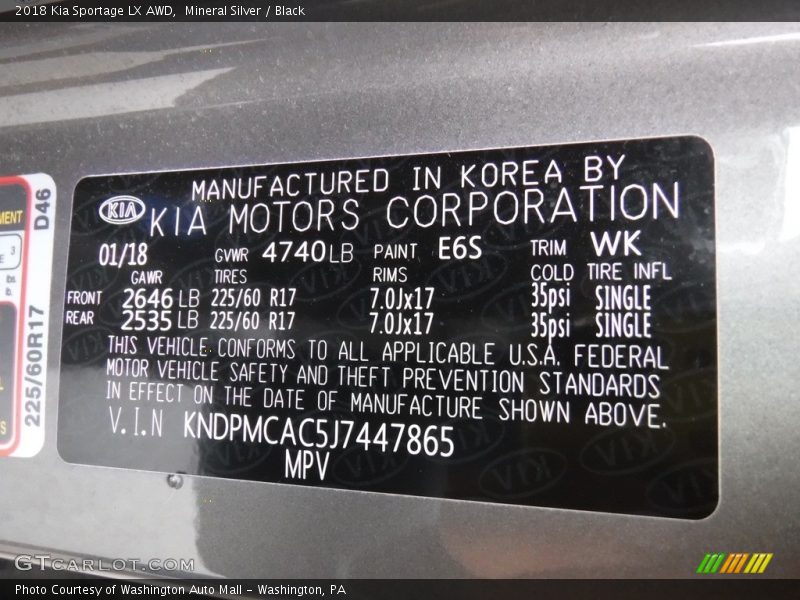 2018 Kia Sportage LX AWD,  Mineral Silver / Black
MANUFACTURED IN KOREA BY
KIA KIA MOTORS CORPORATION
01/18 GVWR 4740LB PAINT E6S TRIM WK
GAWR TIRES RIMS COLD TIRE INFL
FRONT 2646 LB 225/60 R17 7.0Jx17 35psi SINGLE
REAR 2535 LB 225/60 R17 7.0Jx17 35psi SINGLE
THIS VEHICLE CONFORMS TO ALL APPLICABLE U.S.A. FEDERAL
MOTOR VEHICLE SAFETY AND THEFT PREVENTION STANDARDS
IN EFFECT ON THE DATE OF MANUFACTURE SHOWN ABOVE.
V.I.N KNDPMCAC5J7447865
MPV
D46
225/60R17
3
GTCARLOT.COM
Photo Courtesy of Washington Auto Mall - Washington, PA